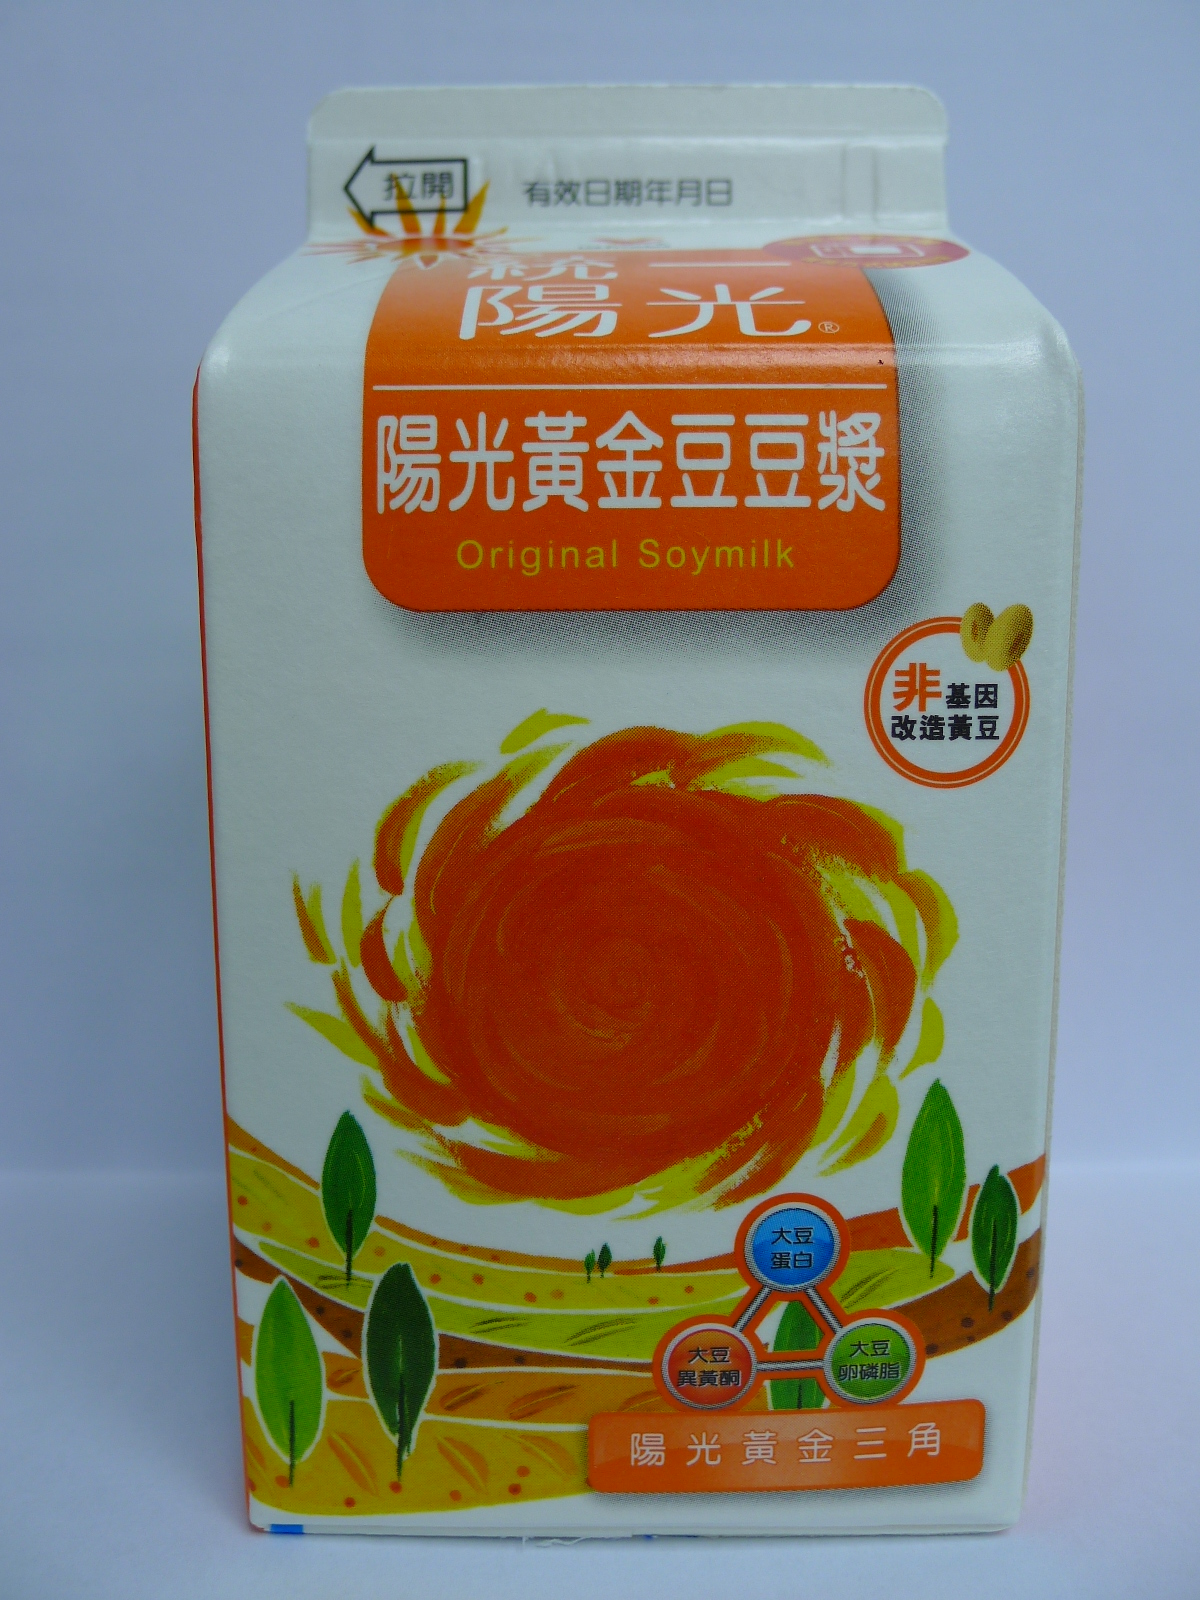 拉開
有效日期年月日
統一
陽光®
陽光黃金豆豆漿
Original Soymilk
非基因
改造黃豆
大豆
蛋白
大豆
異黃酮
大豆
卵磷脂
陽光黃金三角